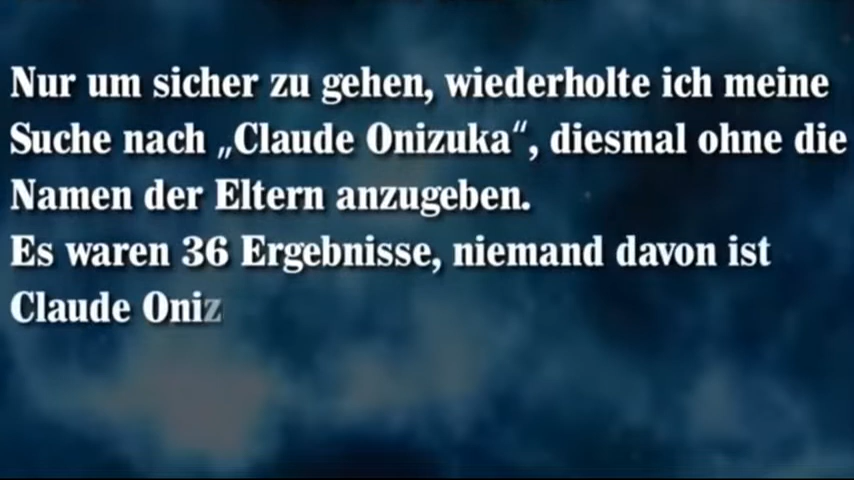 Nur um sicher zu gehen, wiederholte ich meine
Suche nach „Claude Onizuka“, diesmal ohne die
Namen der Eltern anzugeben.
Es waren 36 Ergebnisse, niemand davon ist
Claude Oniz